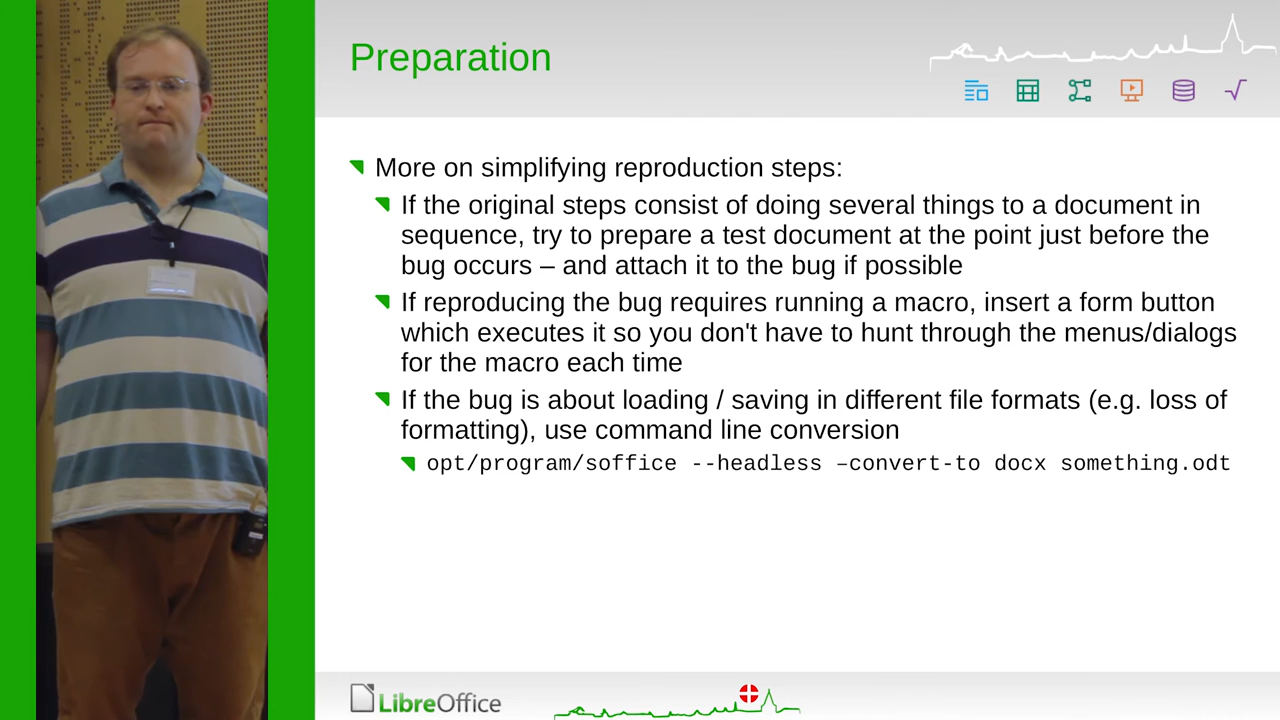 Preparation
More on simplifying reproduction steps:
If the original steps consist of doing several things to a document in
sequence, try to prepare a test document at the point just before the
bug occurs – and attach it to the bug if possible
If reproducing the bug requires running a macro, insert a form button
which executes it so you don't have to hunt through the menus/dialogs
for the macro each time
If the bug is about loading / saving in different file formats (e.g. loss of
formatting), use command line conversion
opt/program/soffice --headless –convert-to docx something.odt
LibreOffice